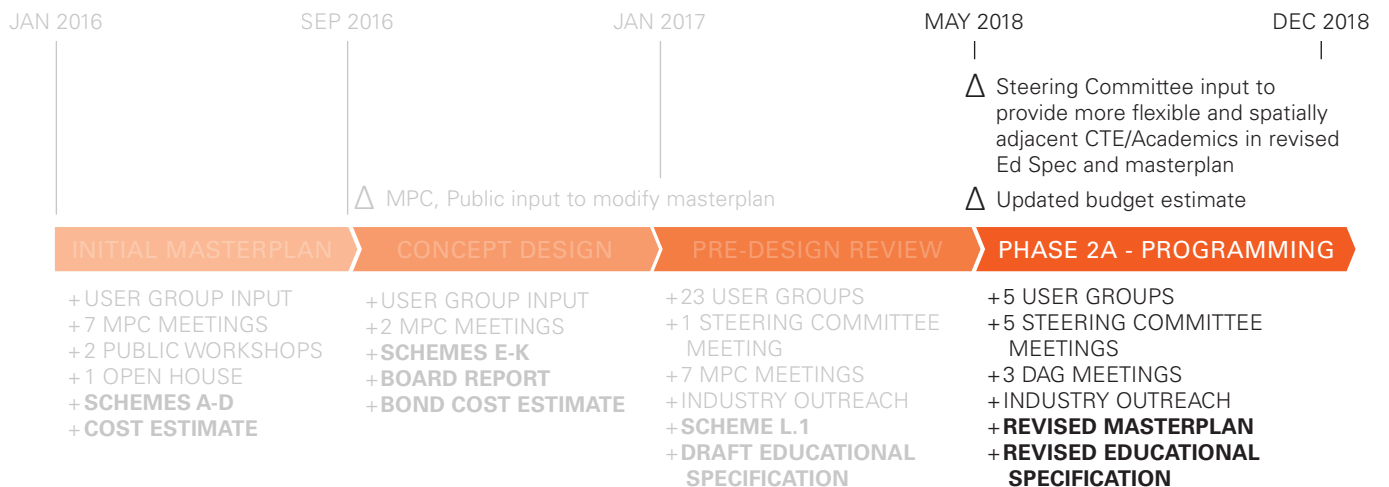 JAN 2016 SEP 2016 JAN 2017 MAY 2018 DEC 2018
Δ Steering Committee input to
provide more flexible and spatially
adjacent CTE/Academics in revised
Ed Spec and masterplan
Δ MPC, Public input to modify masterplan
Δ Updated budget estimate
INITIAL MASTERPLAN CONCEPT DESIGN PRE-DESIGN REVIEW PHASE 2A - PROGRAMMING
+USER GROUP INPUT
+7 MPC MEETINGS
+2 PUBLIC WORKSHOPS
+1 OPEN HOUSE
+SCHEMES A-D
+COST ESTIMATE
+USER GROUP INPUT
+2 MPC MEETINGS
+SCHEMES E-K
+BOARD REPORT
+BOND COST ESTIMATE
+23 USER GROUPS
+1 STEERING COMMITTEE
MEETING
+7 MPC MEETINGS
+INDUSTRY OUTREACH
+SCHEME L.1
+DRAFT EDUCATIONAL
SPECIFICATION
+5 USER GROUPS
+5 STEERING COMMITTEE
MEETINGS
+3 DAG MEETINGS
+INDUSTRY OUTREACH
+REVISED MASTERPLAN
+REVISED EDUCATIONAL
SPECIFICATION